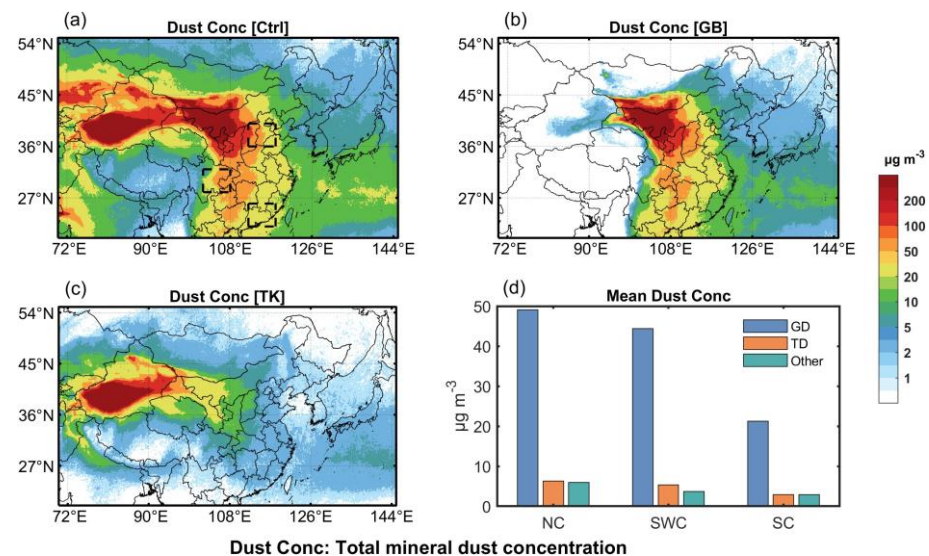 (a)
Dust Conc [Ctrl]
54°N
45°N
36°N
27°N
72°E 90°E 108°E 126°E 144°E
(b)
Dust Conc [GB]
54°N
45°N
36°N
27°N
72°E 90°E 108°E 126°E 144°E
µg m⁻³
200
100
50
20
10
5
2
1
(c)
Dust Conc [TK]
54°N
45°N
36°N
27°N
72°E 90°E 108°E 126°E 144°E
(d)
Mean Dust Conc
µg m⁻³
50
40
30
20
10
0
GD
TD
Other
NC SWC SC
Dust Conc: Total mineral dust concentration